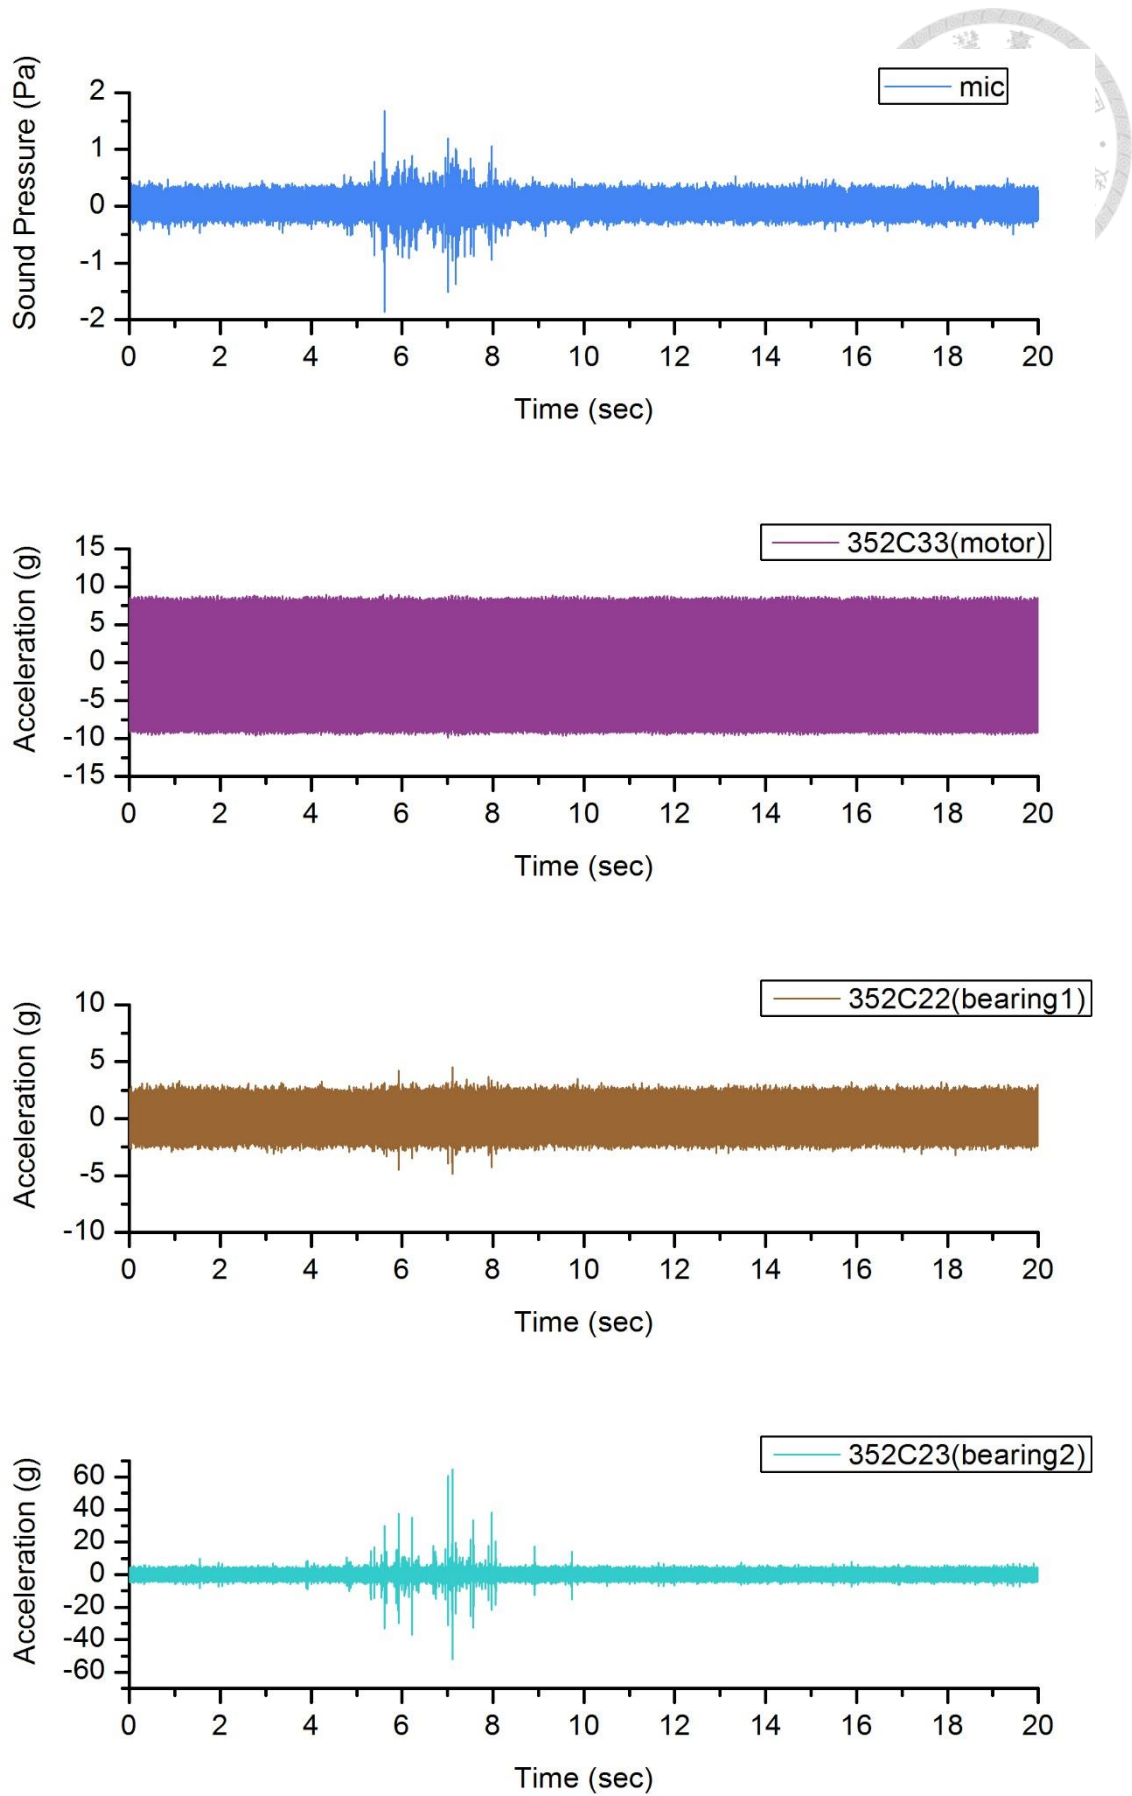 mic
Sound Pressure (Pa)
2
1
0
-1
-2
0 2 4 6 8 10 12 14 16 18 20
Time (sec)
352C33(motor)
Acceleration (g)
15
10
5
0
-5
-10
-15
0 2 4 6 8 10 12 14 16 18 20
Time (sec)
352C22(bearing1)
Acceleration (g)
10
5
0
-5
-10
0 2 4 6 8 10 12 14 16 18 20
Time (sec)
352C23(bearing2)
Acceleration (g)
60
40
20
0
-20
-40
-60
0 2 4 6 8 10 12 14 16 18 20
Time (sec)